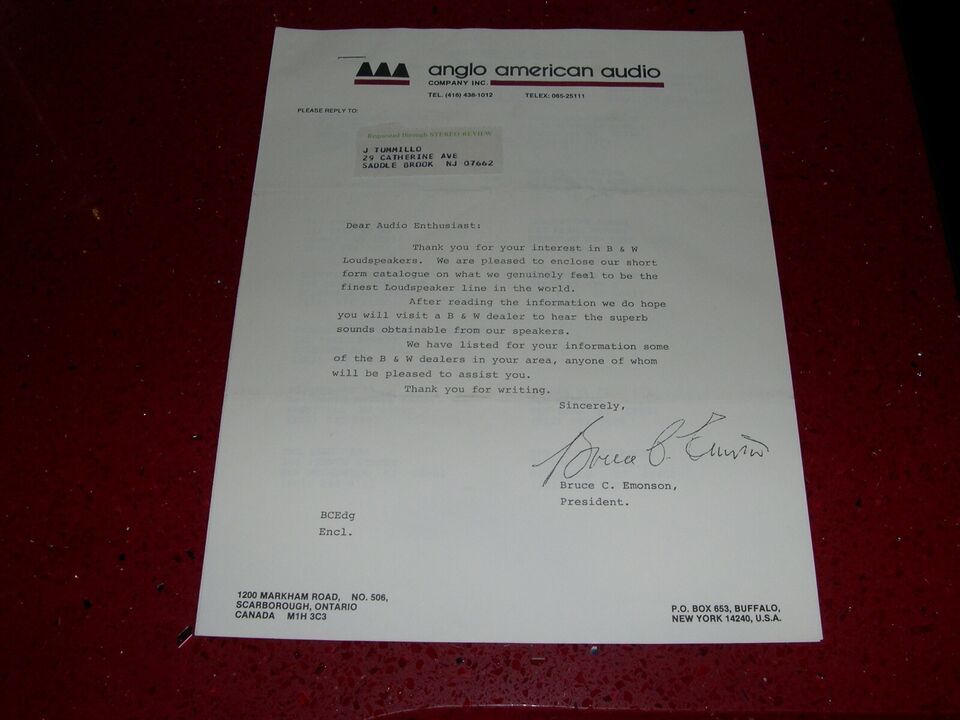 anglo american audio
COMPANY INC.
TEL. (416) 438-1012 TELEX: 065-25111
PLEASE REPLY TO:
Requested through STEREO REVIEW
J TUMMILLO
29 CATHERINE AVE
SADDLE BROOK NJ 07662
Dear Audio Enthusiast:
Thank you for your interest in B & W
Loudspeakers. We are pleased to enclose our short
form catalogue on what we genuinely feel to be the
finest Loudspeaker line in the world.
After reading the information we do hope
you will visit a B & W dealer to hear the superb
sounds obtainable from our speakers.
We have listed for your information some
of the B & W dealers in your area, anyone of whom
will be pleased to assist you.
Thank you for writing.
Sincerely,
Bruce C. Emonson
Bruce C. Emonson,
President.
BCEdg
Encl.
1200 MARKHAM ROAD, NO. 506,
SCARBOROUGH, ONTARIO
CANADA M1H 3C3
P.O. BOX 653, BUFFALO,
NEW YORK 14240, U.S.A.